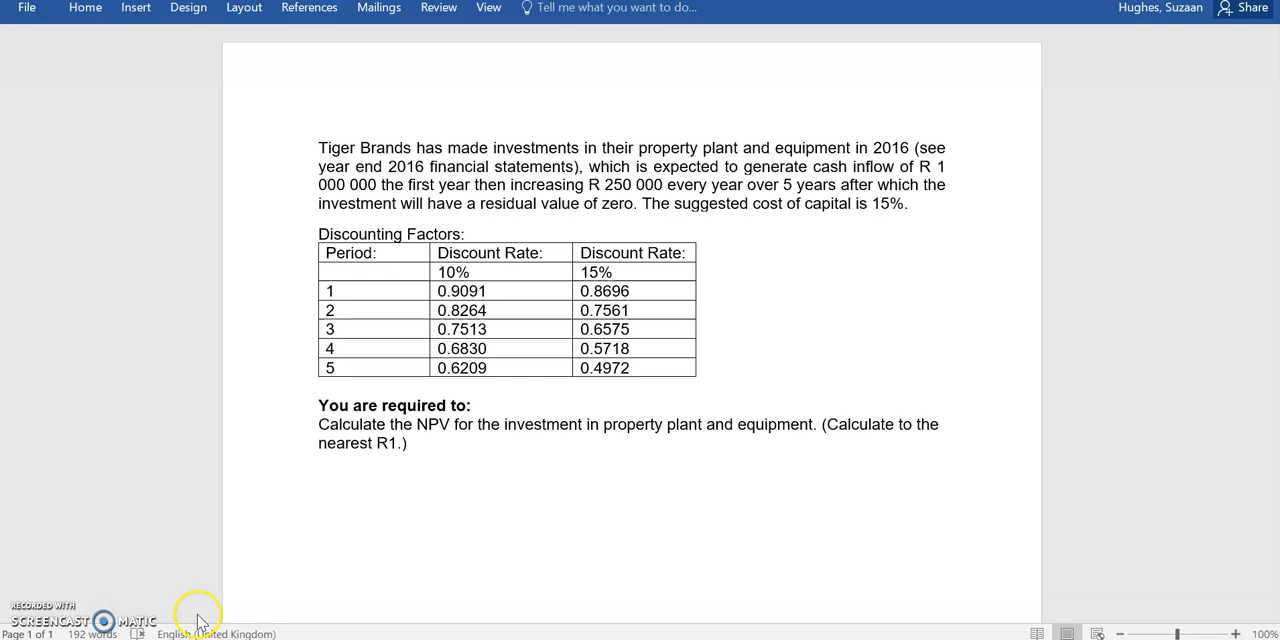 File Home Insert Design Layout References Mailings Review View Tell me what you want to do... Hughes, Suzaan Share
Tiger Brands has made investments in their property plant and equipment in 2016 (see
year end 2016 financial statements), which is expected to generate cash inflow of R 1
000 000 the first year then increasing R 250 000 every year over 5 years after which the
investment will have a residual value of zero. The suggested cost of capital is 15%.
Discounting Factors:
Period: Discount Rate: Discount Rate:
10% 15%
1 0.9091 0.8696
2 0.8264 0.7561
3 0.7513 0.6575
4 0.6830 0.5718
5 0.6209 0.4972
You are required to:
Calculate the NPV for the investment in property plant and equipment. (Calculate to the
nearest R1.)
RECORDED WITH
SCREENCAST MATIC
Page 1 of 1 192 words English (United Kingdom) 100%